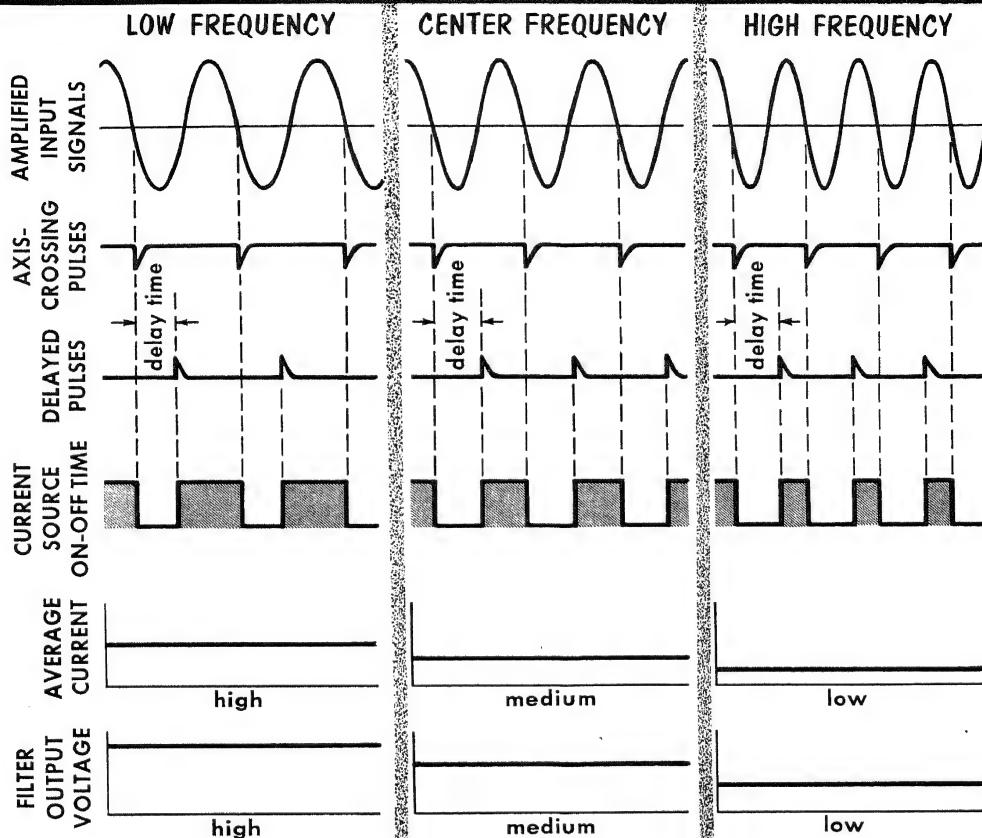 LOW FREQUENCY
CENTER FREQUENCY
HIGH FREQUENCY
AMPLIFIED
INPUT
SIGNALS
AXIS-
CROSSING
PULSES
delay time
delay time
delay time
DELAYED
PULSES
CURRENT
SOURCE
ON-OFF TIME
AVERAGE
CURRENT
high
medium
low
FILTER
OUTPUT
VOLTAGE
high
medium
low